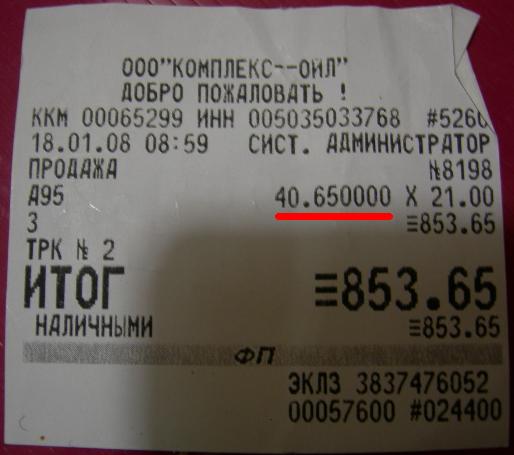 ООО"КОМПЛЕКС--ОЙЛ"
ДОБРО ПОЖАЛОВАТЬ !
ККМ 00065299 ИНН 005035033768 #5260
18.01.08 08:59 СИСТ. АДМИНИСТРАТОР
ПРОДАЖА №8198
А95 40.650000 X 21.00
3 ≡853.65
ТРК № 2
ИТОГ ≡853.65
НАЛИЧНЫМИ ≡853.65
ФП
ЭКЛЗ 3837476052
00057600 #024400